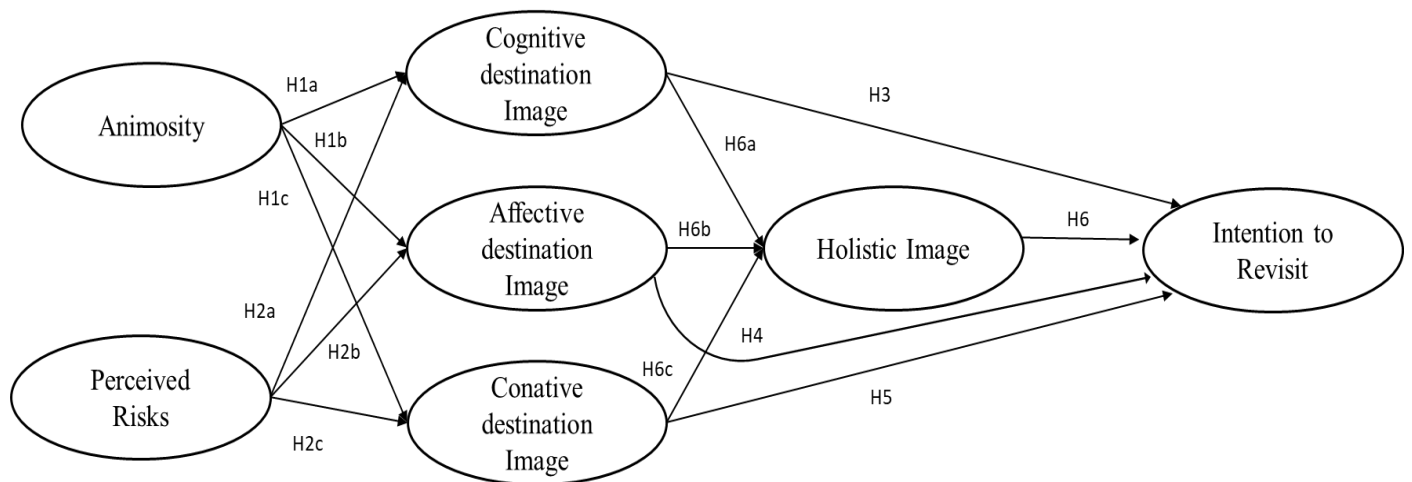 Cognitive
destination
Image
H1a
H3
Animosity
H1b
H6a
H1c
Affective
destination
Image
H6b
Holistic Image
H6
Intention to
Revisit
H2a
H2b
H4
Perceived
Risks
H6c
Conative
destination
Image
H5
H2c